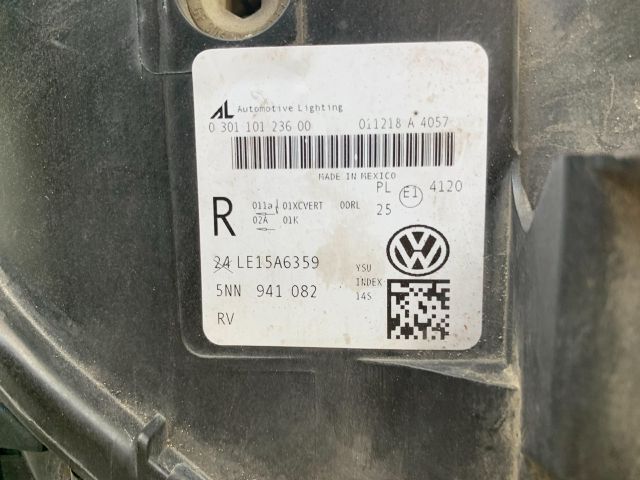 AL Automotive Lighting
0 301 101 236 00 011218 A 4057
MADE IN MEXICO
PL E1 4120
R 011a 01XCVERT 00RL 25
02A 01K
24 LE15A6359 YSU
5NN 941 082 INDEX
14S
RV